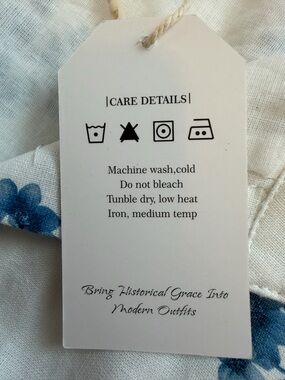 |CARE DETAILS|
Machine wash,cold
Do not bleach
Tunble dry, low heat
Iron, medium temp
Bring Historical Grace Into
Modern Outfits